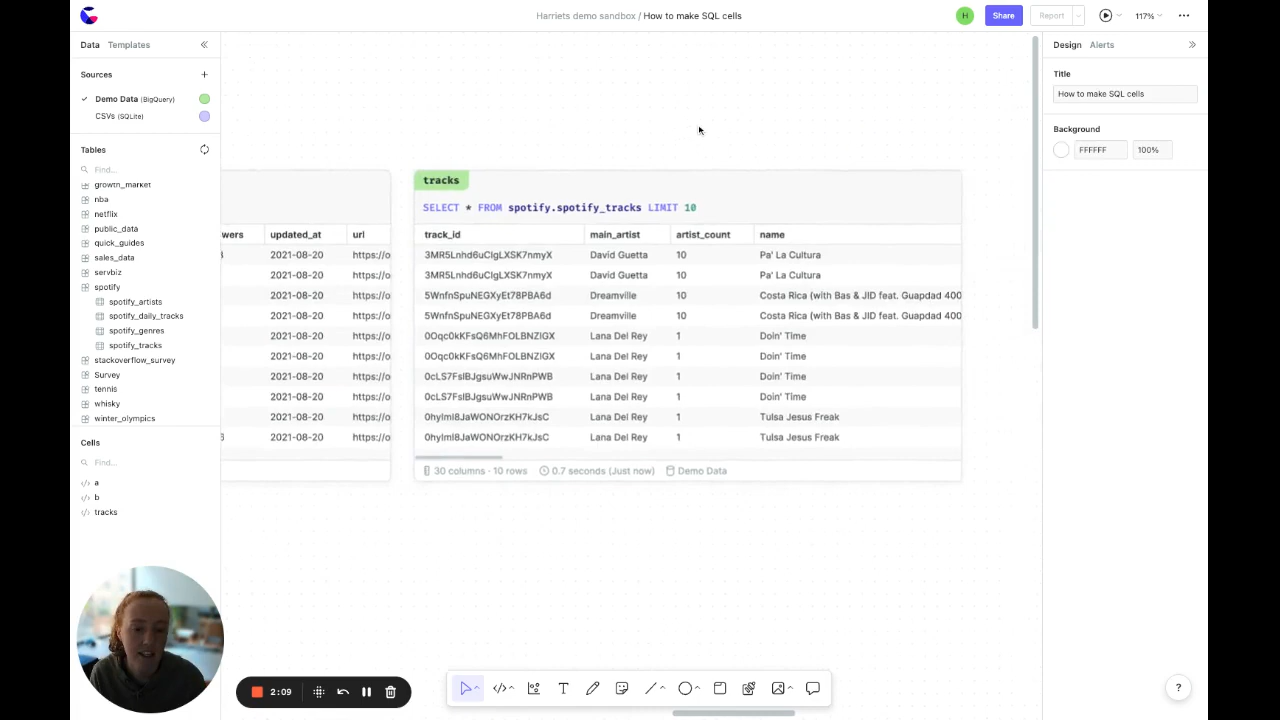 Harriets demo sandbox / How to make SQL cells
H
Share
Report
117%
Data
Templates
Sources
Demo Data (BigQuery)
CSVs (SQLite)
Tables
Find...
growth_market
nba
netflix
public_data
quick_guides
sales_data
servbiz
spotify
spotify_artists
spotify_daily_tracks
spotify_genres
spotify_tracks
stackoverflow_survey
Survey
tennis
whisky
winter_olympics
Cells
Find...
a
b
tracks
wers updated_at url
2021-08-20 https://o
2021-08-20 https://o
2021-08-20 https://o
2021-08-20 https://o
2021-08-20 https://o
2021-08-20 https://o
2021-08-20 https://o
2021-08-20 https://o
2021-08-20 https://o
2021-08-20 https://o
tracks
SELECT * FROM spotify.spotify_tracks LIMIT 10
track_id main_artist artist_count name
3MR5Lnhd6uCIgLXSK7nmyX David Guetta 10 Pa' La Cultura
3MR5Lnhd6uCIgLXSK7nmyX David Guetta 10 Pa' La Cultura
5WnfnSpuNEGXyEt78PBA6d Dreamville 10 Costa Rica (with Bas & JID feat. Guapdad 400
5WnfnSpuNEGXyEt78PBA6d Dreamville 10 Costa Rica (with Bas & JID feat. Guapdad 400
0Oqc0kKFsQ6MhFOLBNZIGX Lana Del Rey 1 Doin' Time
0Oqc0kKFsQ6MhFOLBNZIGX Lana Del Rey 1 Doin' Time
0cLS7FsIBJgsuWwJNRnPWB Lana Del Rey 1 Doin' Time
0cLS7FsIBJgsuWwJNRnPWB Lana Del Rey 1 Doin' Time
0hyIml8JaWONOrzKH7kJsC Lana Del Rey 1 Tulsa Jesus Freak
0hyIml8JaWONOrzKH7kJsC Lana Del Rey 1 Tulsa Jesus Freak
30 columns · 10 rows 0.7 seconds (Just now) Demo Data
Design
Alerts
Title
How to make SQL cells
Background
FFFFFF
100%
2:09
T
?